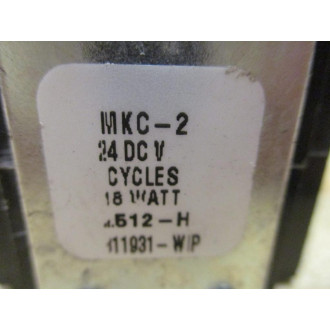 MKC-2
24 DC V
CYCLES
18 WATT
512-H
11931-W/P